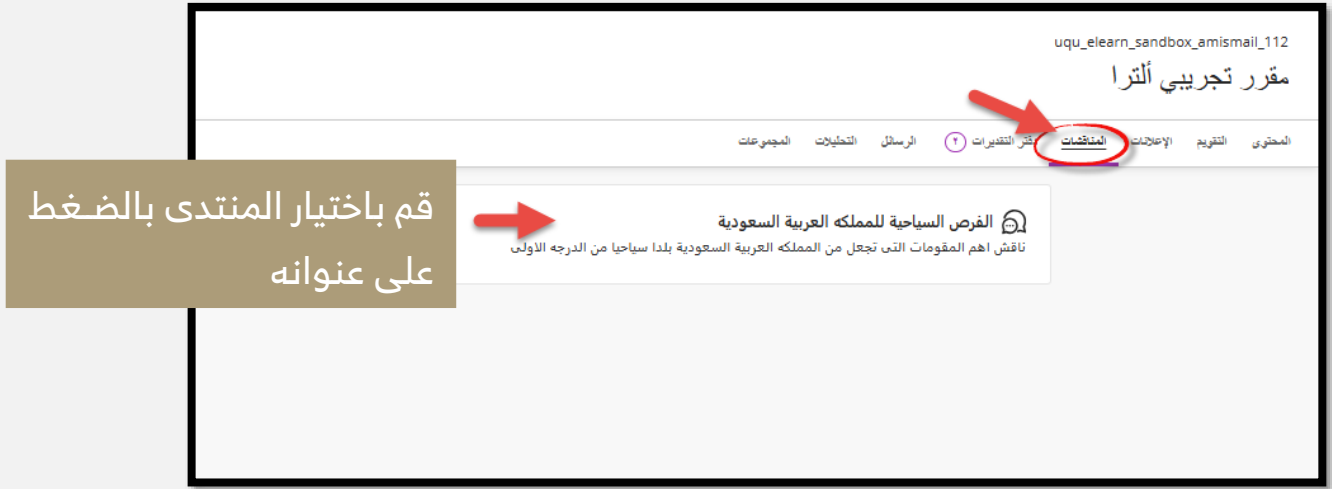 uqu_elearn_sandbox_amismail_112
مقرر تجريبي ألترا
المحتوى التقويم الإعلانات المناقشات دفتر التقديرات ٢ الرسائل التحليلات المجموعات
قم باختيار المنتدى بالضغط
على عنوانه
الفرص السياحية للمملكه العربية السعودية
ناقش اهم المقومات التى تجعل من المملكه العربية السعودية بلدا سياحيا من الدرجه الاولى